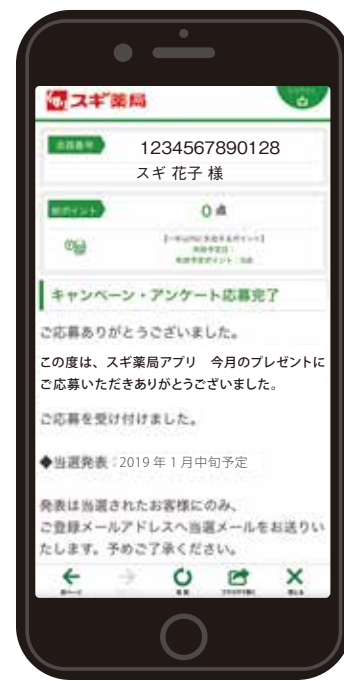 スギ薬局
会員番号
1234567890128
スギ 花子 様
0 点
キャンペーン・アンケート応募完了
ご応募ありがとうございました。
この度は、スギ薬局アプリ 今月のプレゼントに
ご応募いただきありがとうございました。
ご応募を受け付けました。
◆当選発表:2019 年 1 月中旬予定
発表は当選されたお客様にのみ、
ご登録メールアドレスへ当選メールをお送りい
たします。予めご了承ください。